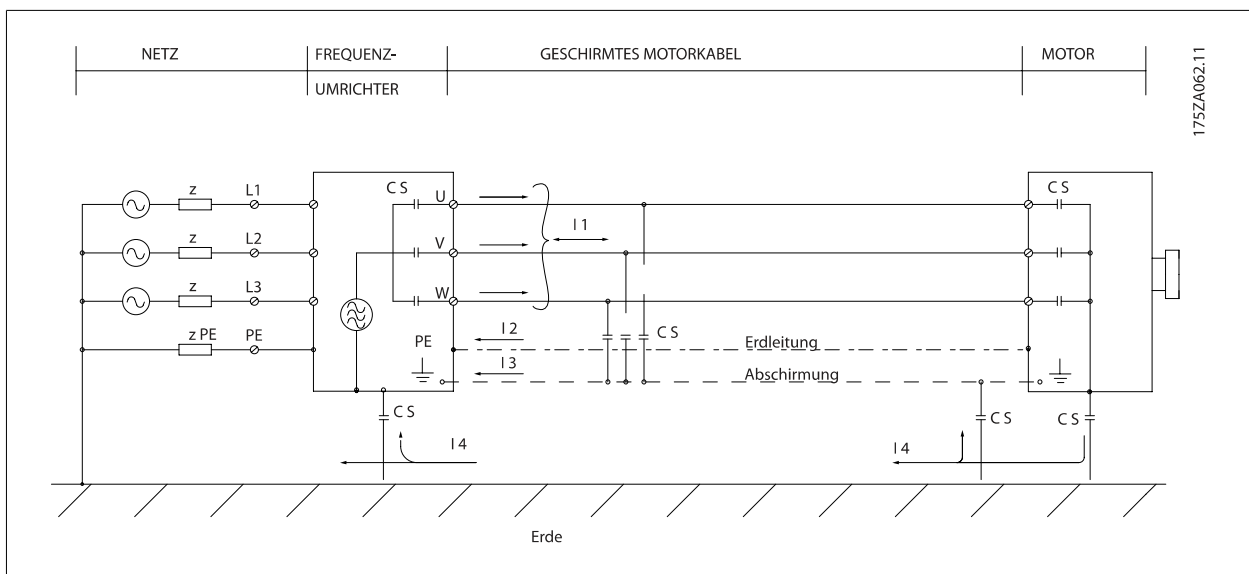 NETZ
FREQUENZ-
UMRICHTER
GESCHIRMTES MOTORKABEL
MOTOR
175ZA062.11
z
L1
C S
U
C S
z
L2
V
I 1
z
L3
W
z PE
PE
PE
I 2
C S
Erdleitung
I 3
Abschirmung
C S
C S
C S
I 4
I4
Erde